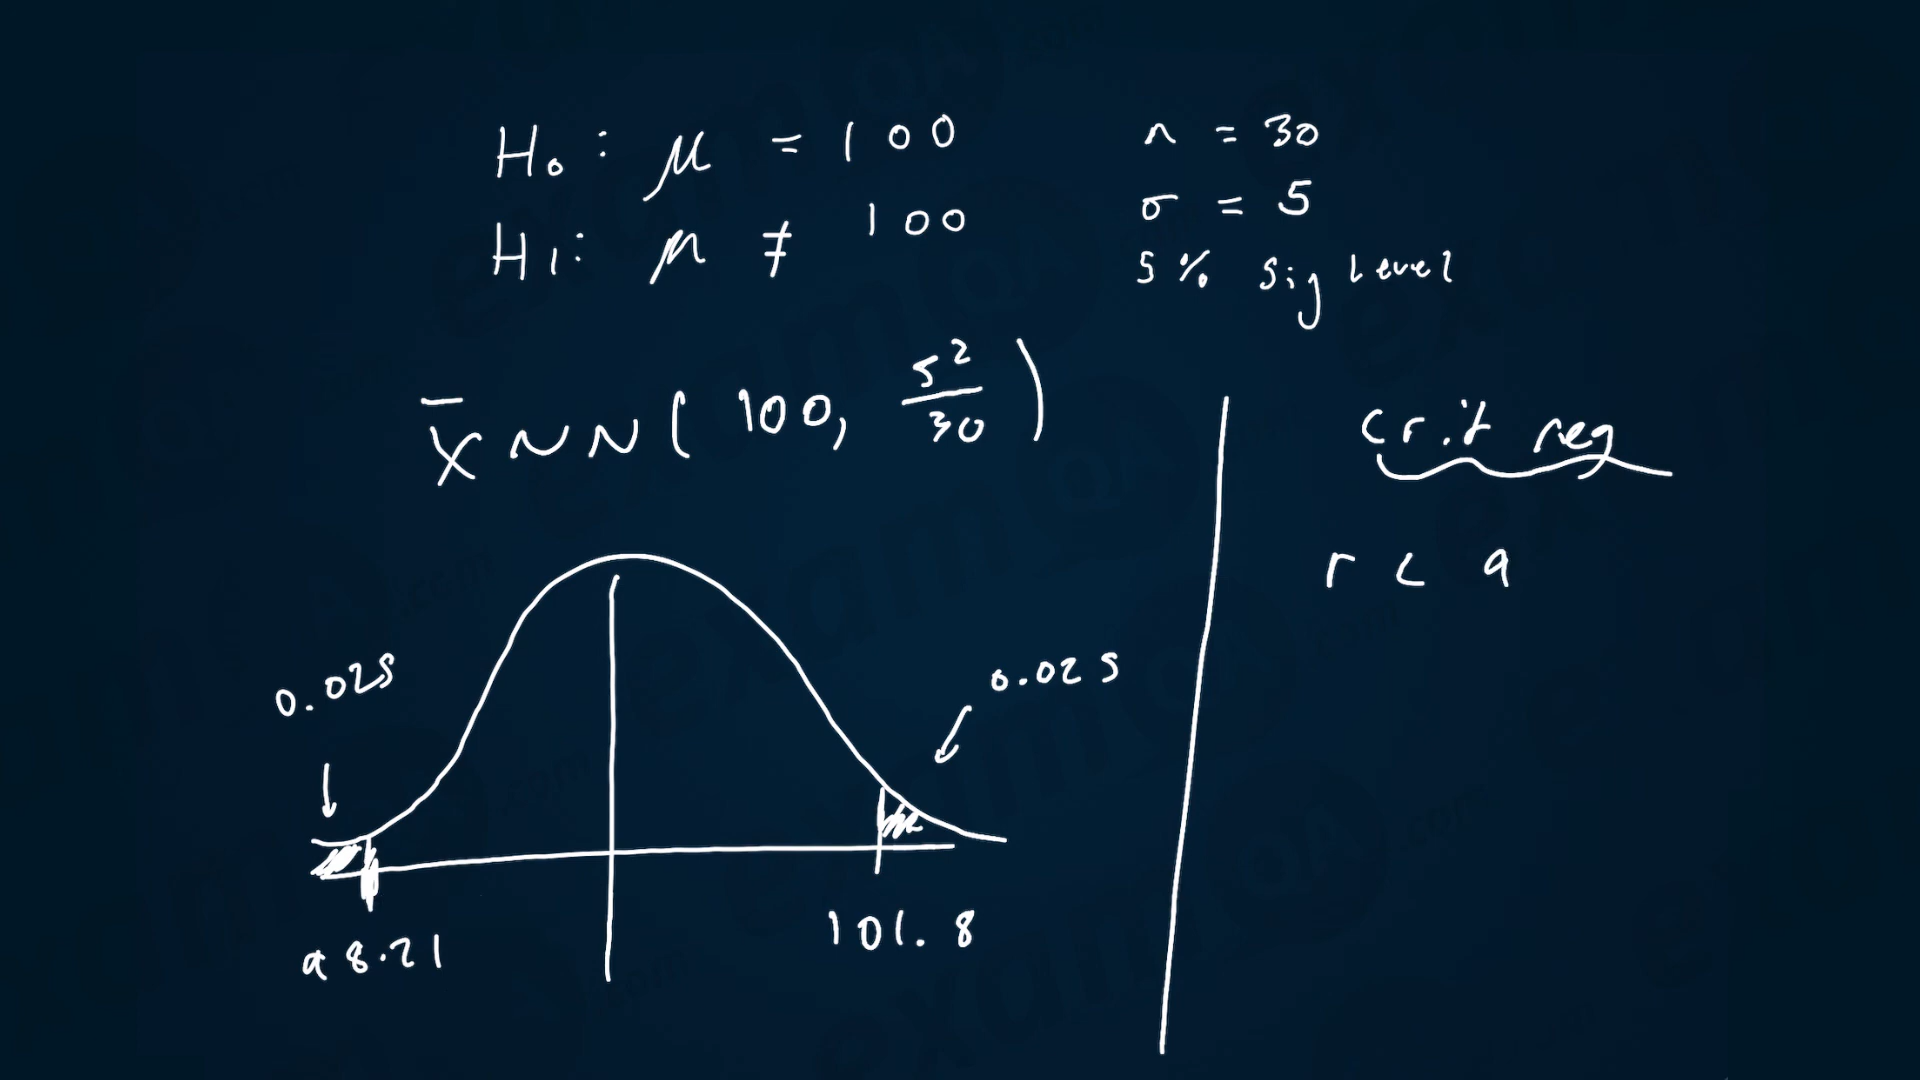 H₀: μ = 100
H1: μ ≠ 100
n = 30
σ = 5
5% Sig Level
X̄ ~ N( 100, 5²/30 )
crit reg
r < 9
0.025
0.025
98.21
101.8